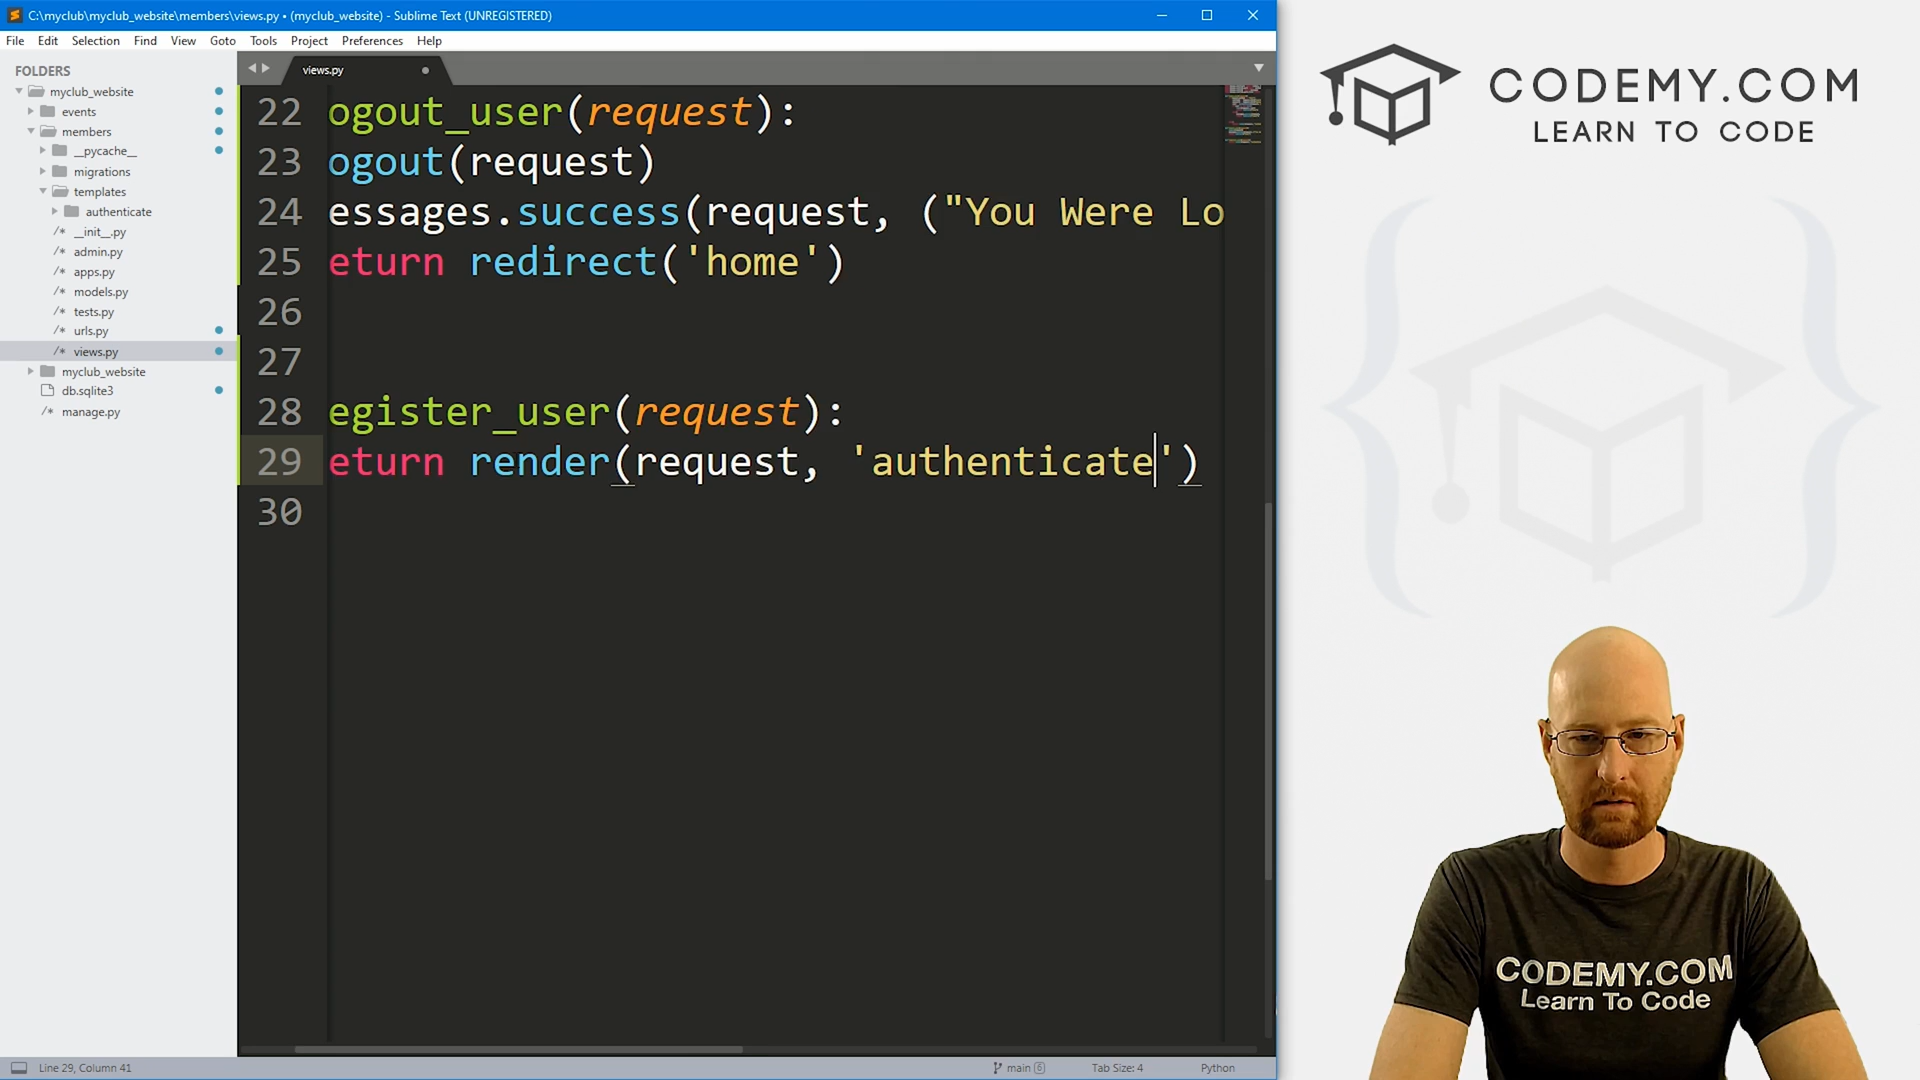 C:\myclub\myclub_website\members\views.py • (myclub_website) - Sublime Text (UNREGISTERED)
File Edit Selection Find View Goto Tools Project Preferences Help
FOLDERS
myclub_website
events
members
__pycache__
migrations
templates
authenticate
/* __init__.py
/* admin.py
/* apps.py
/* models.py
/* tests.py
/* urls.py
/* views.py
myclub_website
db.sqlite3
/* manage.py
views.py
22 ogout_user(request):
23 ogout(request)
24 essages.success(request, ("You Were Lo
25 eturn redirect('home')
26
27
28 egister_user(request):
29 eturn render(request, 'authenticate')
30
Line 29, Column 41
main 6
Tab Size: 4
Python
CODEMY.COM
LEARN TO CODE
CODEMY.COM
Learn To Code